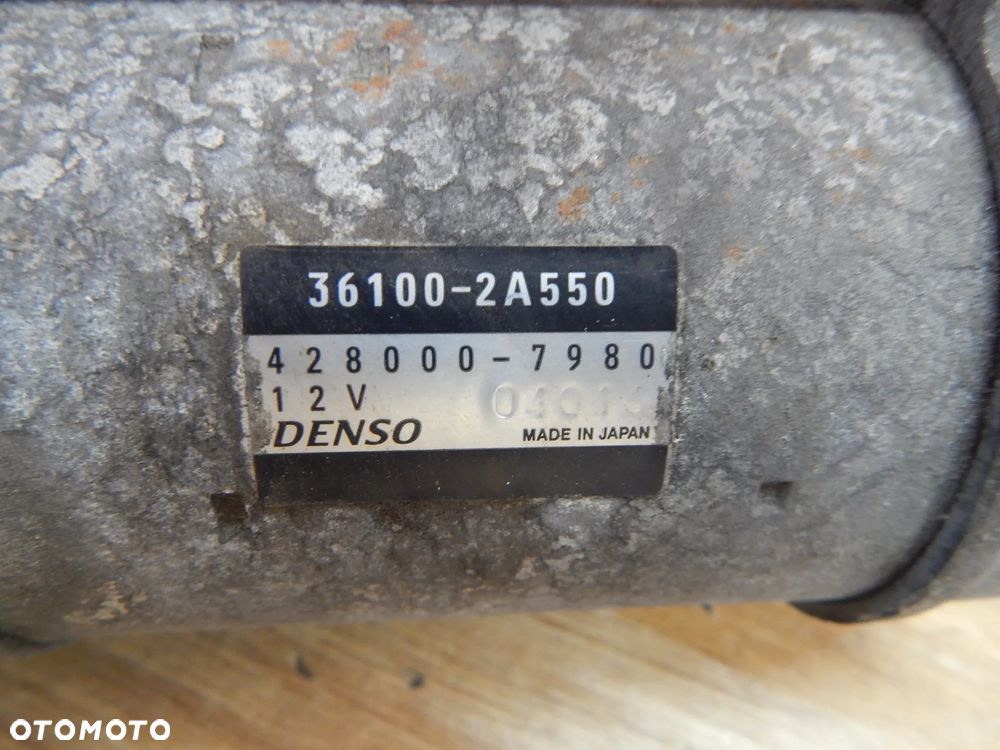 36100-2A550
428000-7980
12V
DENSO MADE IN JAPAN
OTOMOTO